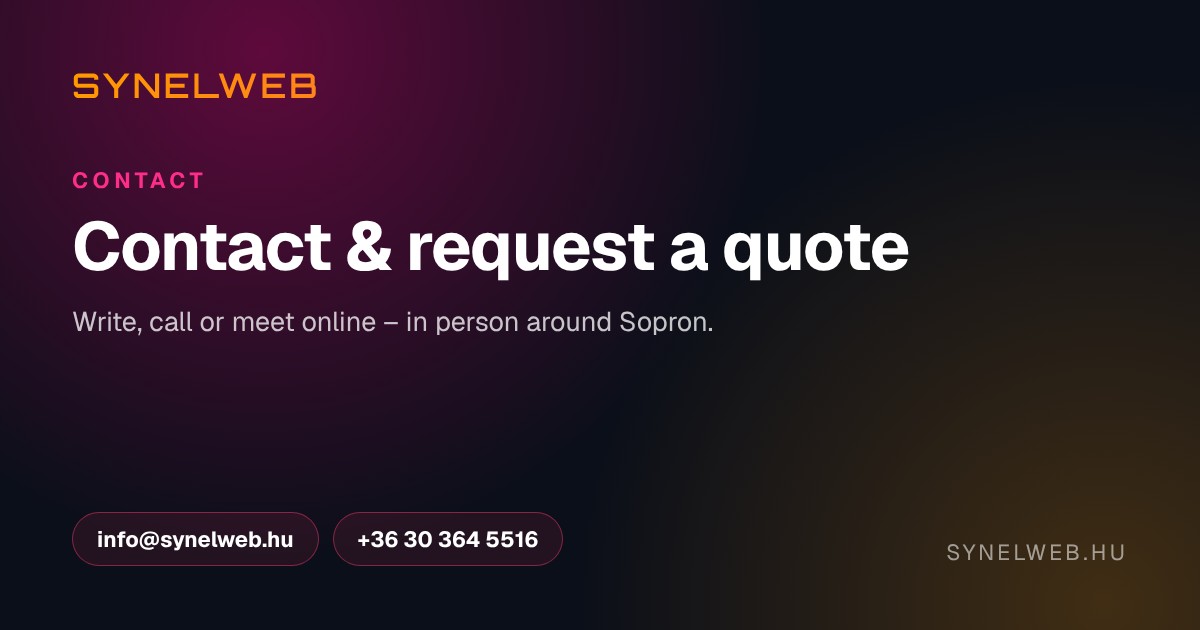 SYNELWEB
CONTACT
Contact & request a quote
Write, call or meet online – in person around Sopron.
info@synelweb.hu
+36 30 364 5516
SYNELWEB.HU